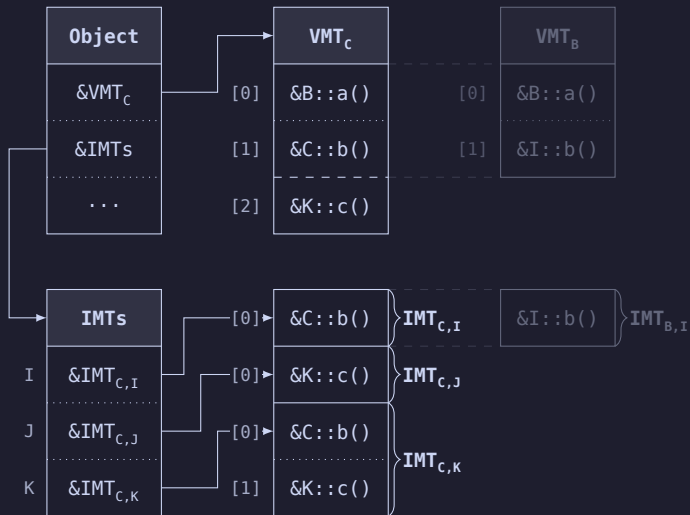 Object VMT_C VMT_B
&VMT_C [0] &B::a() [0] &B::a()
&IMTs [1] &C::b() [1] &I::b()
... [2] &K::c()
IMTs [0] &C::b() IMT_C,I &I::b() IMT_B,I
I &IMT_C,I [0] &K::c() IMT_C,J
J &IMT_C,J [0] &C::b()
IMT_C,K
K &IMT_C,K [1] &K::c()